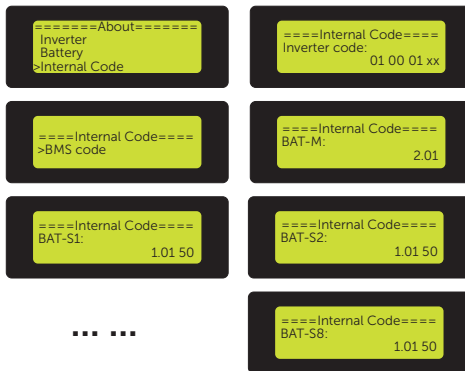 =======About=======
Inverter
Battery
>Internal Code
====Internal Code====
Inverter code:
01 00 01 xx
====Internal Code====
>BMS code
====Internal Code====
BAT-M:
2.01
====Internal Code====
BAT-S1:
1.01 50
====Internal Code====
BAT-S2:
1.01 50
... ...
====Internal Code====
BAT-S8:
1.01 50